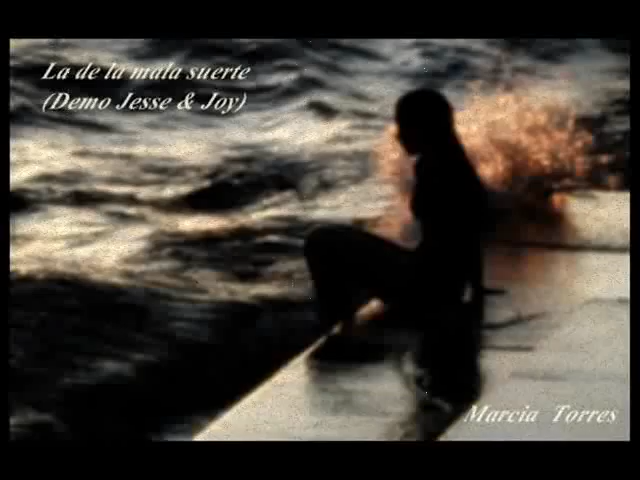 La de la mala suerte
(Demo Jesse & Joy)
Marcia Torres